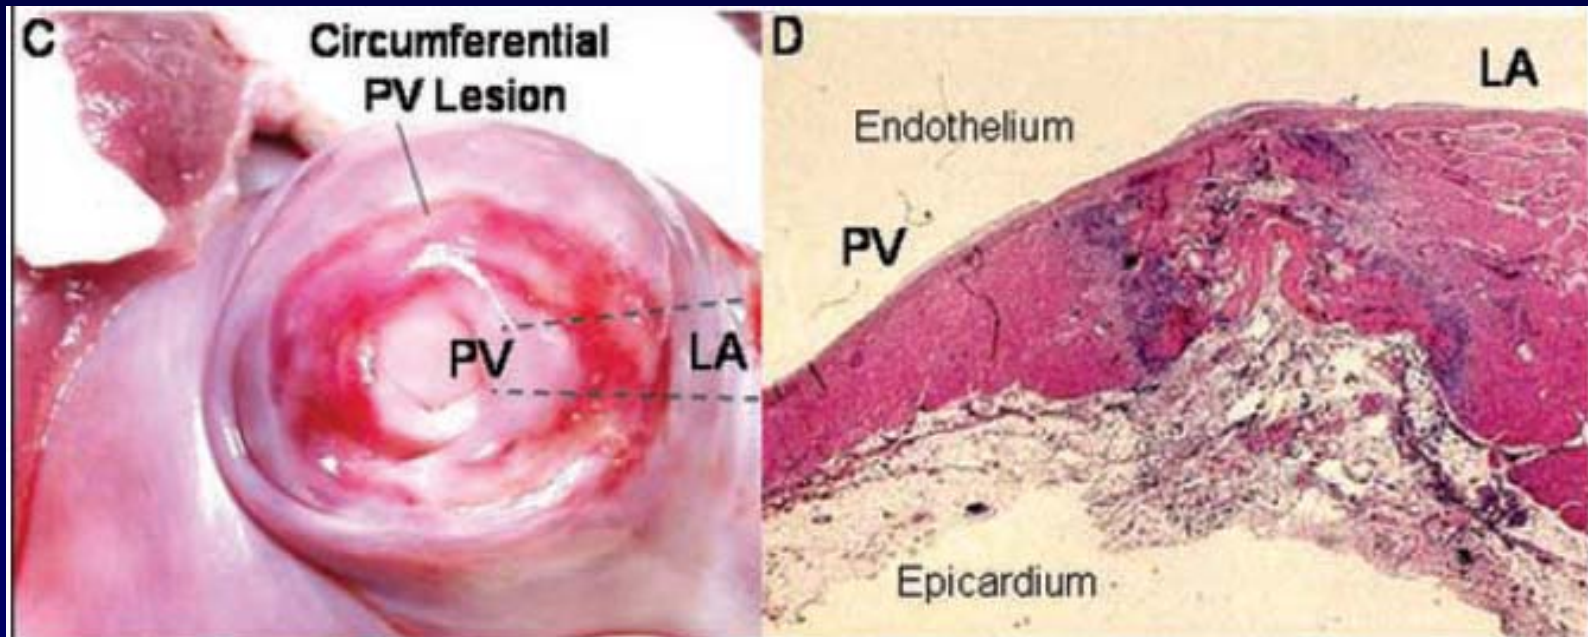 C
Circumferential
PV Lesion
PV
LA
D
LA
Endothelium
PV
Epicardium